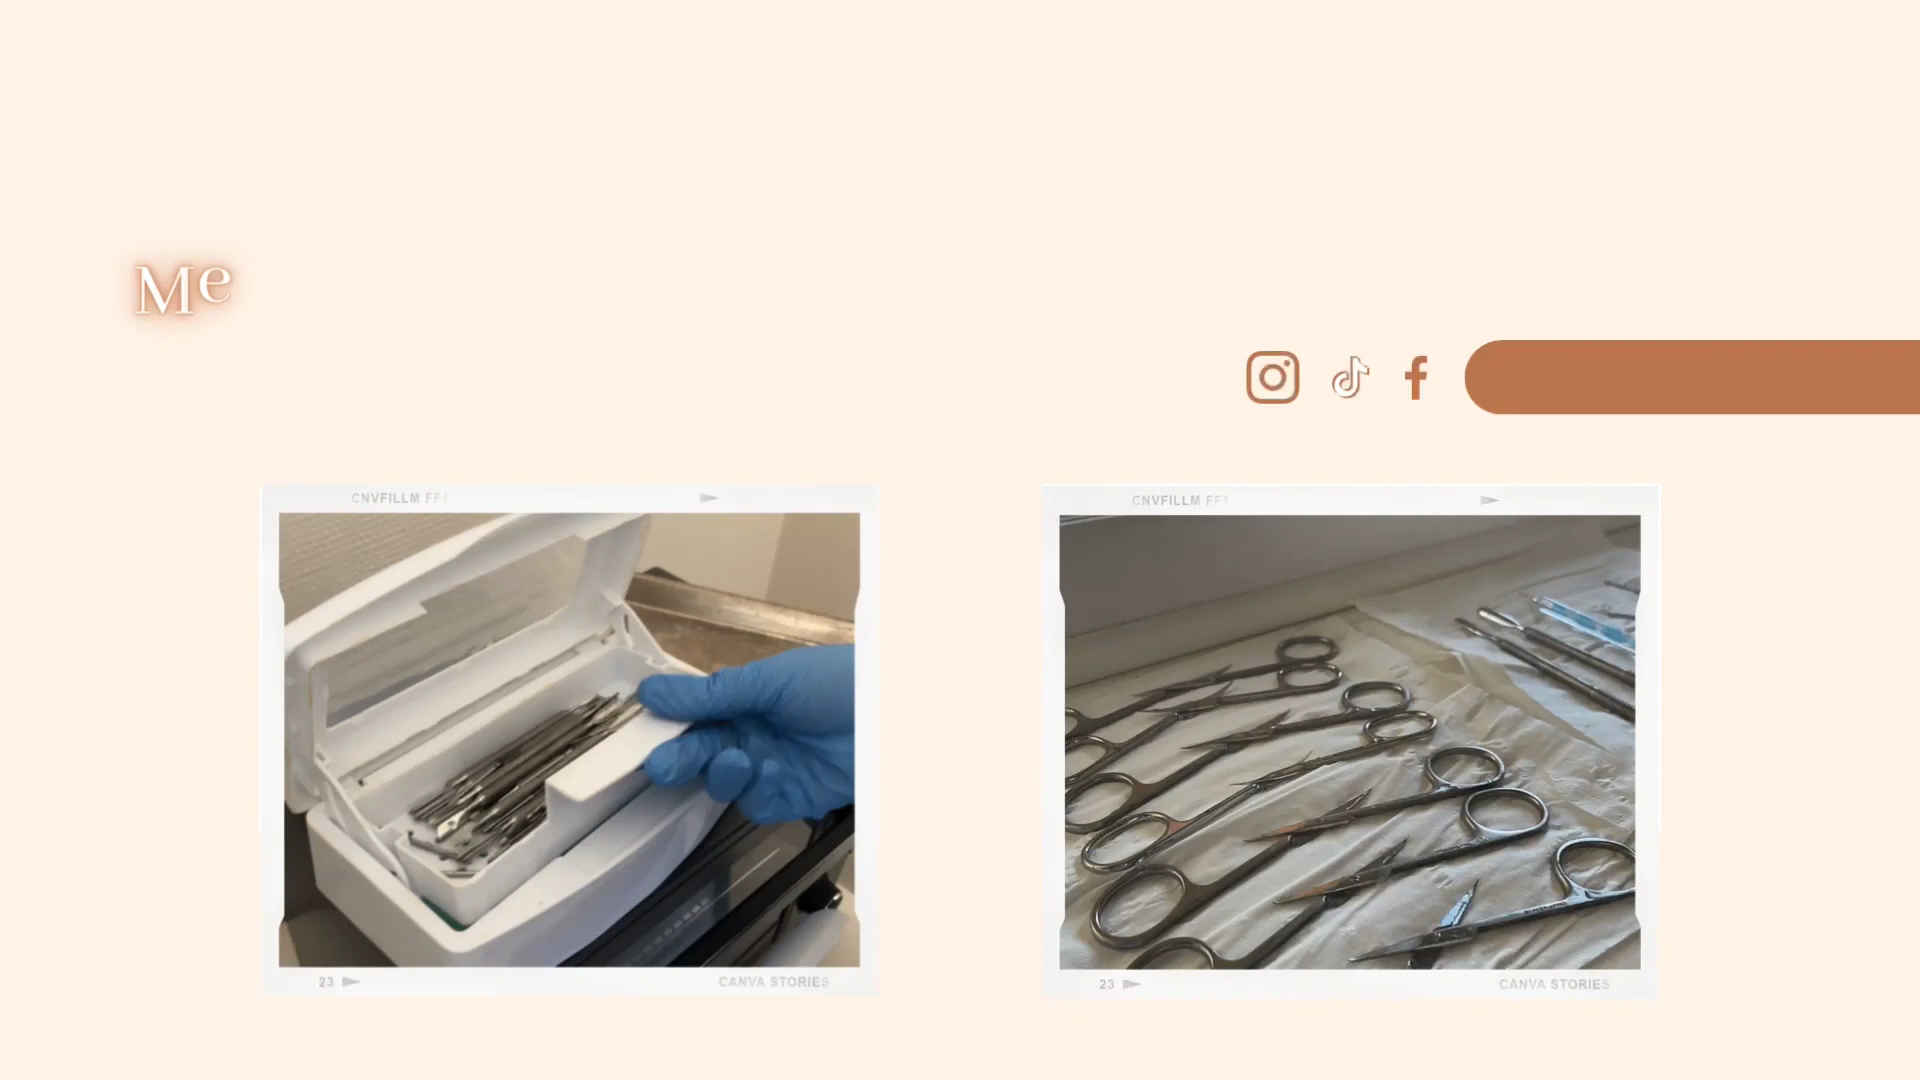 Me
CNVFILLM FF1
CNVFILLM FF1
23
CANVA STORIES
23
CANVA STORIES